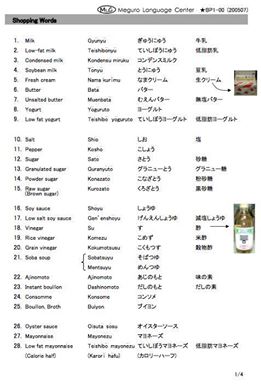 MLC Meguro Language Center ★BP1-00 (200507)
Shopping Words
1. Milk Gyunyu ぎゅうにゅう 牛乳
2. Low-fat milk Teishibonyu ていしぼうにゅう 低脂肪乳
3. Condensed milk Kondensu miruku コンデンスミルク
4. Soybean milk Tonyu とうにゅう 豆乳
5. Fresh cream Nama kurimu なまクリーム 生クリーム
6. Butter Bata バター
7. Unsalted butter Muenbata むえんバター 無塩バター
8. Yogurt Yoguruto ヨーグルト
9. Low fat yogurt Teishibo yoguruto ていしぼうヨーグルト 低脂肪ヨーグルト
10. Salt Shio しお 塩
11. Pepper Kosho こしょう
12. Sugar Sato さとう 砂糖
13. Granulated sugar Guranyuto グラニューとう グラニュー糖
14. Powder sugar Konazato こなざとう 粉砂糖
15. Raw sugar Kurozato くろざとう 黒砂糖
(Brown sugar)
16. Soy sauce Shoyu しょうゆ
17. Low salt soy sauce Gen'enshoyu げんえんしょうゆ 減塩しょうゆ
18. Vinegar Su す 酢
19. Rice vinegar Komezu こめず 米酢
20. Grain vinegar Kokumotsusu こくもつす 穀物酢
21. Soba soup Sobatsuyu そばつゆ
Mentsuyu めんつゆ
22. Ajinomoto Ajinomoto あじのもと 味の素
23. Instant bouillon Dashinomoto だしのもと だしの素
24. Consomme Konsome コンソメ
25. Boullon, Broth Buiyon ブイヨン
26. Oyster sauce Oisuta sosu オイスターソース
27. Mayonnaise Mayonezu マヨネーズ
28. Low fat mayonnaise Teishibo mayonezu ていしぼうマヨネーズ 低脂肪マヨネーズ
(Calorie half) (Karori hafu) (カロリーハーフ)
1/4